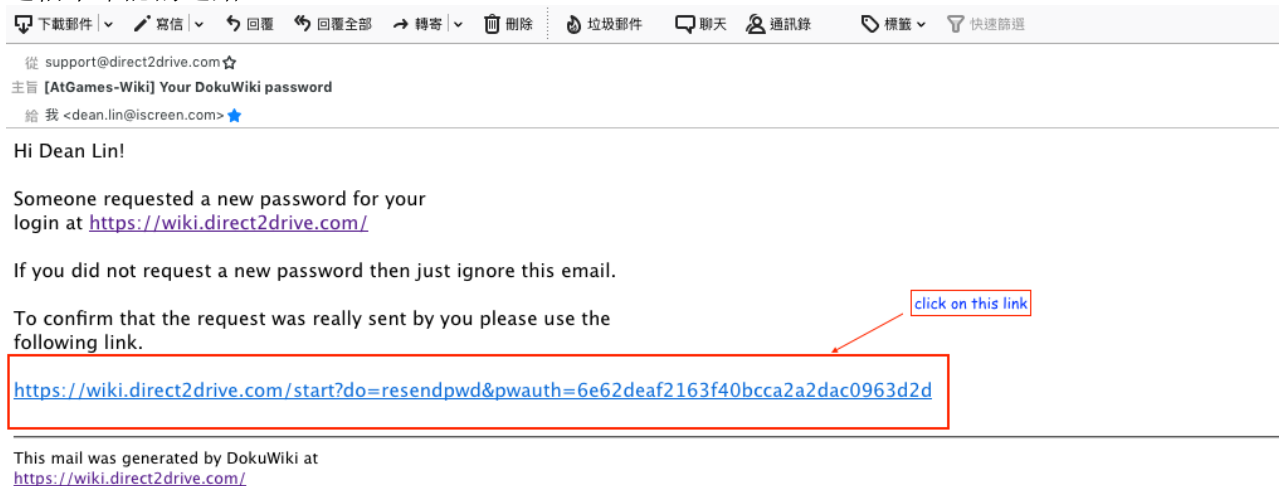 下載郵件 寫信 回覆 回覆全部 轉寄 刪除 垃圾郵件 聊天 通訊錄 標籤 快速篩選
從 support@direct2drive.com
主旨 [AtGames-Wiki] Your DokuWiki password
給 我 <dean.lin@iscreen.com>
Hi Dean Lin!
Someone requested a new password for your
login at https://wiki.direct2drive.com/
If you did not request a new password then just ignore this email.
click on this link
To confirm that the request was really sent by you please use the
following link.
https://wiki.direct2drive.com/start?do=resendpwd&pwauth=6e62deaf2163f40bcca2a2dac0963d2d
This mail was generated by DokuWiki at
https://wiki.direct2drive.com/